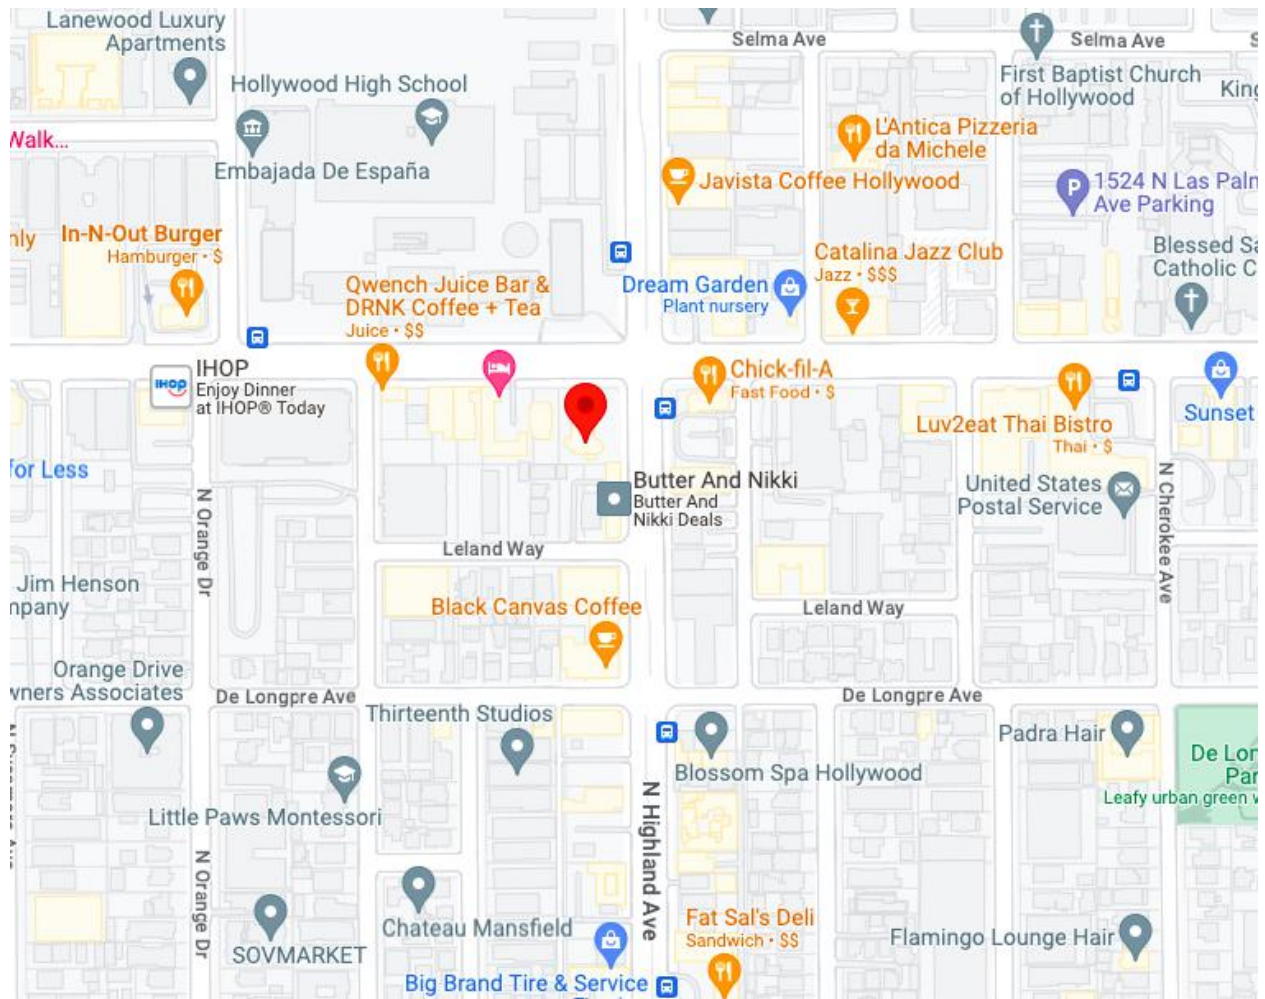 Lanewood Luxury
Apartments
Selma Ave
Selma Ave
S
Hollywood High School
First Baptist Church
of Hollywood
King
Walk...
L'Antica Pizzeria
da Michele
Embajada De España
Javista Coffee Hollywood
P
1524 N Las Palm
Ave Parking
nly
In-N-Out Burger
Hamburger • $
Catalina Jazz Club
Jazz • $$$
Blessed Sa
Catholic C
Qwench Juice Bar &
DRNK Coffee + Tea
Juice • $$
Dream Garden
Plant nursery
IHOP
IHOP
Enjoy Dinner
at IHOP® Today
Chick-fil-A
Fast Food • $
Luv2eat Thai Bistro
Thai • $
Sunset
for Less
N Orange Dr
Butter And Nikki
Butter And
Nikki Deals
United States
Postal Service
N Cherokee Ave
Leland Way
Jim Henson
mpany
Black Canvas Coffee
Leland Way
Orange Drive
wners Associates
De Longpre Ave
De Longpre Ave
Thirteenth Studios
Padra Hair
De Lon
Par
Leafy urban green w
Blossom Spa Hollywood
Little Paws Montessori
N Highland Ave
N Orange Dr
Chateau Mansfield
Fat Sal's Deli
Sandwich • $$
Flamingo Lounge Hair
SOVMARKET
Big Brand Tire & Service